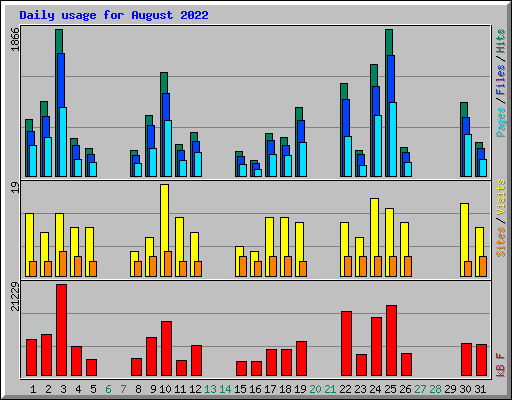 Daily usage for August 2022
1866
Pages / Files / Hits
19
Sites / Visits
21229
kB F
1 2 3 4 5 6 7 8 9 10 11 12 13 14 15 16 17 18 19 20 21 22 23 24 25 26 27 28 29 30 31